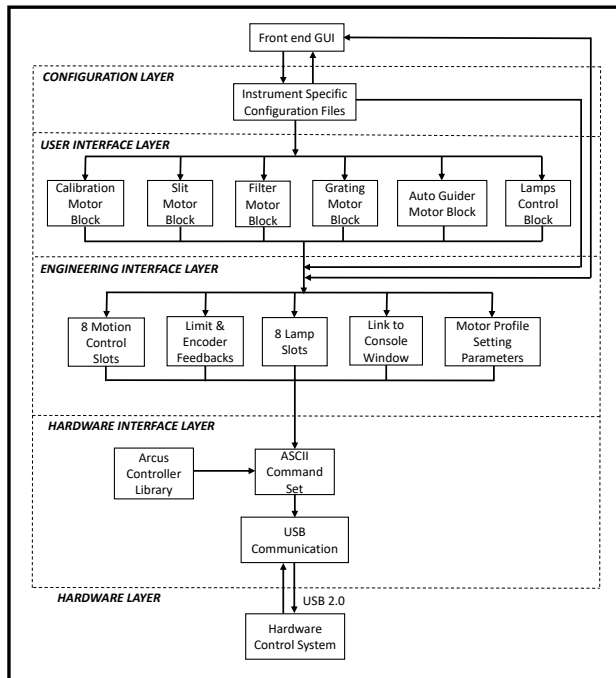 Front end GUI
CONFIGURATION LAYER
Instrument Specific
Configuration Files
USER INTERFACE LAYER
Calibration
Motor
Block
Slit
Motor
Block
Filter
Motor
Block
Grating
Motor
Block
Auto Guider
Motor Block
Lamps
Control
Block
ENGINEERING INTERFACE LAYER
8 Motion
Control
Slots
Limit &
Encoder
Feedbacks
8 Lamp
Slots
Link to
Console
Window
Motor Profile
Setting
Parameters
HARDWARE INTERFACE LAYER
Arcus
Controller
Library
ASCII
Command
Set
USB
Communication
HARDWARE LAYER
USB 2.0
Hardware
Control System